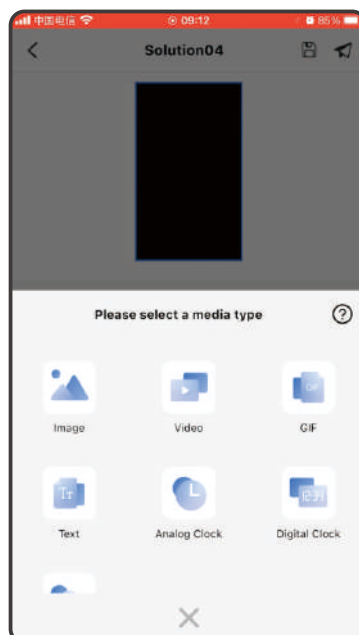 中国电信 09:12 85%
Solution04
Please select a media type ?
Image Video GIF
Text Analog Clock Digital Clock